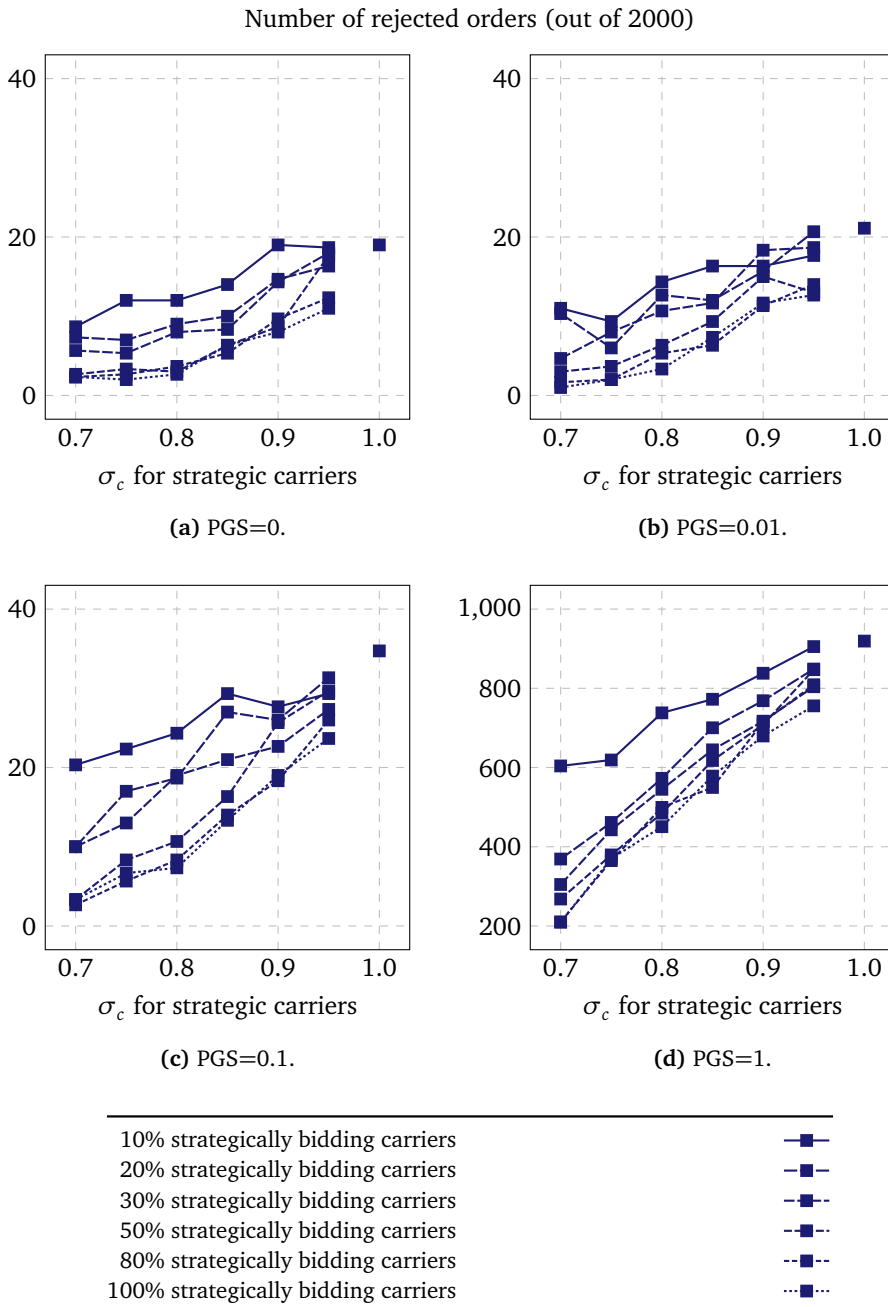 Number of rejected orders (out of 2000)
40
20
0
0.7 0.8 0.9 1.0
σc for strategic carriers
(a) PGS=0.
40
20
0
0.7 0.8 0.9 1.0
σc for strategic carriers
(b) PGS=0.01.
40
20
0
0.7 0.8 0.9 1.0
σc for strategic carriers
(c) PGS=0.1.
1,000
800
600
400
200
0.7 0.8 0.9 1.0
σc for strategic carriers
(d) PGS=1.
10% strategically bidding carriers
20% strategically bidding carriers
30% strategically bidding carriers
50% strategically bidding carriers
80% strategically bidding carriers
100% strategically bidding carriers